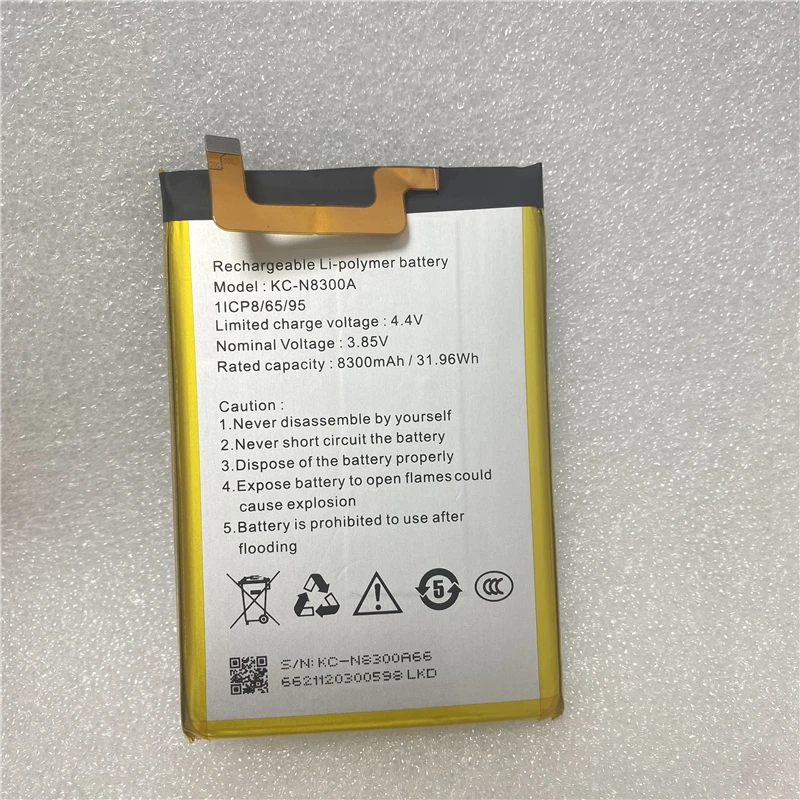 Rechargeable Li-polymer battery
Model : KC-N8300A
1ICP8/65/95
Limited charge voltage : 4.4V
Nominal Voltage : 3.85V
Rated capacity : 8300mAh / 31.96Wh
Caution :
1.Never disassemble by yourself
2.Never short circuit the battery
3.Dispose of the battery properly
4.Expose battery to open flames could
cause explosion
5.Battery is prohibited to use after
flooding
5
CCC
S/N:KC-N8300A66
6621120300598 LKD